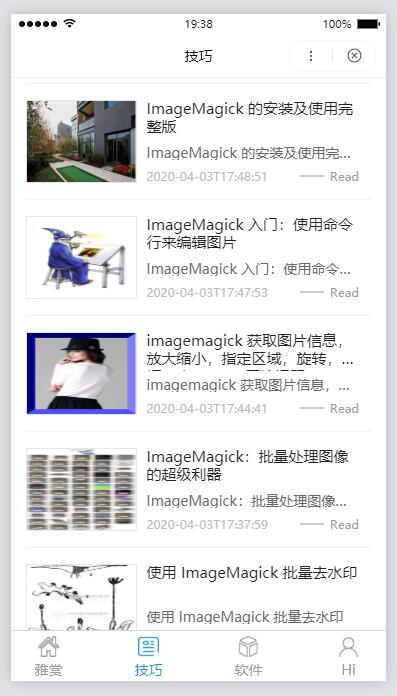 19:38
100%
技巧
ImageMagick 的安装及使用完
整版
ImageMagick 的安装及使用完...
2020-04-03T17:48:51
Read
ImageMagick 入门：使用命令
行来编辑图片
ImageMagick 入门：使用命令...
2020-04-03T17:47:53
Read
imagemagick 获取图片信息，
放大缩小，指定区域，旋转，...
imagemagick 获取图片信息，...
2020-04-03T17:44:41
Read
ImageMagick：批量处理图像
的超级利器
ImageMagick：批量处理图像...
2020-04-03T17:37:59
Read
使用 ImageMagick 批量去水印
使用 ImageMagick 批量去水印
雅赏
技巧
软件
Hi